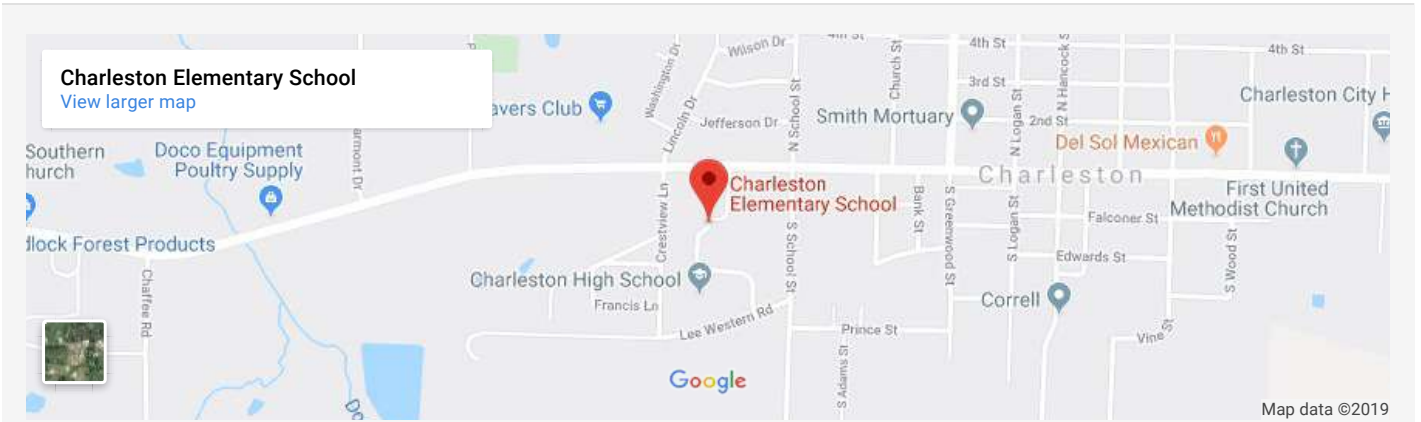 Charleston Elementary School
View larger map
avers Club
Wilson Dr
Washington Dr
Lincoln Dr
Jefferson Dr
N School St
Church St
4th St
4th St
4th St
3rd St
2nd St
N Logan St
N Hancock S
Smith Mortuary
Charleston City H
Del Sol Mexican
Southern
hurch
Doco Equipment
Poultry Supply
armont Dr
Charleston
Elementary School
Charleston
First United
Methodist Church
Crestview Ln
Bank St
S Greenwood St
S Logan St
Falconer St
Edwards St
S Wood St
S School St
dlock Forest Products
Chaffee Rd
Charleston High School
Francis Ln
Lee Western Rd
Correll
Prince St
Vine St
S Adams St
Google
Do
Map data ©2019